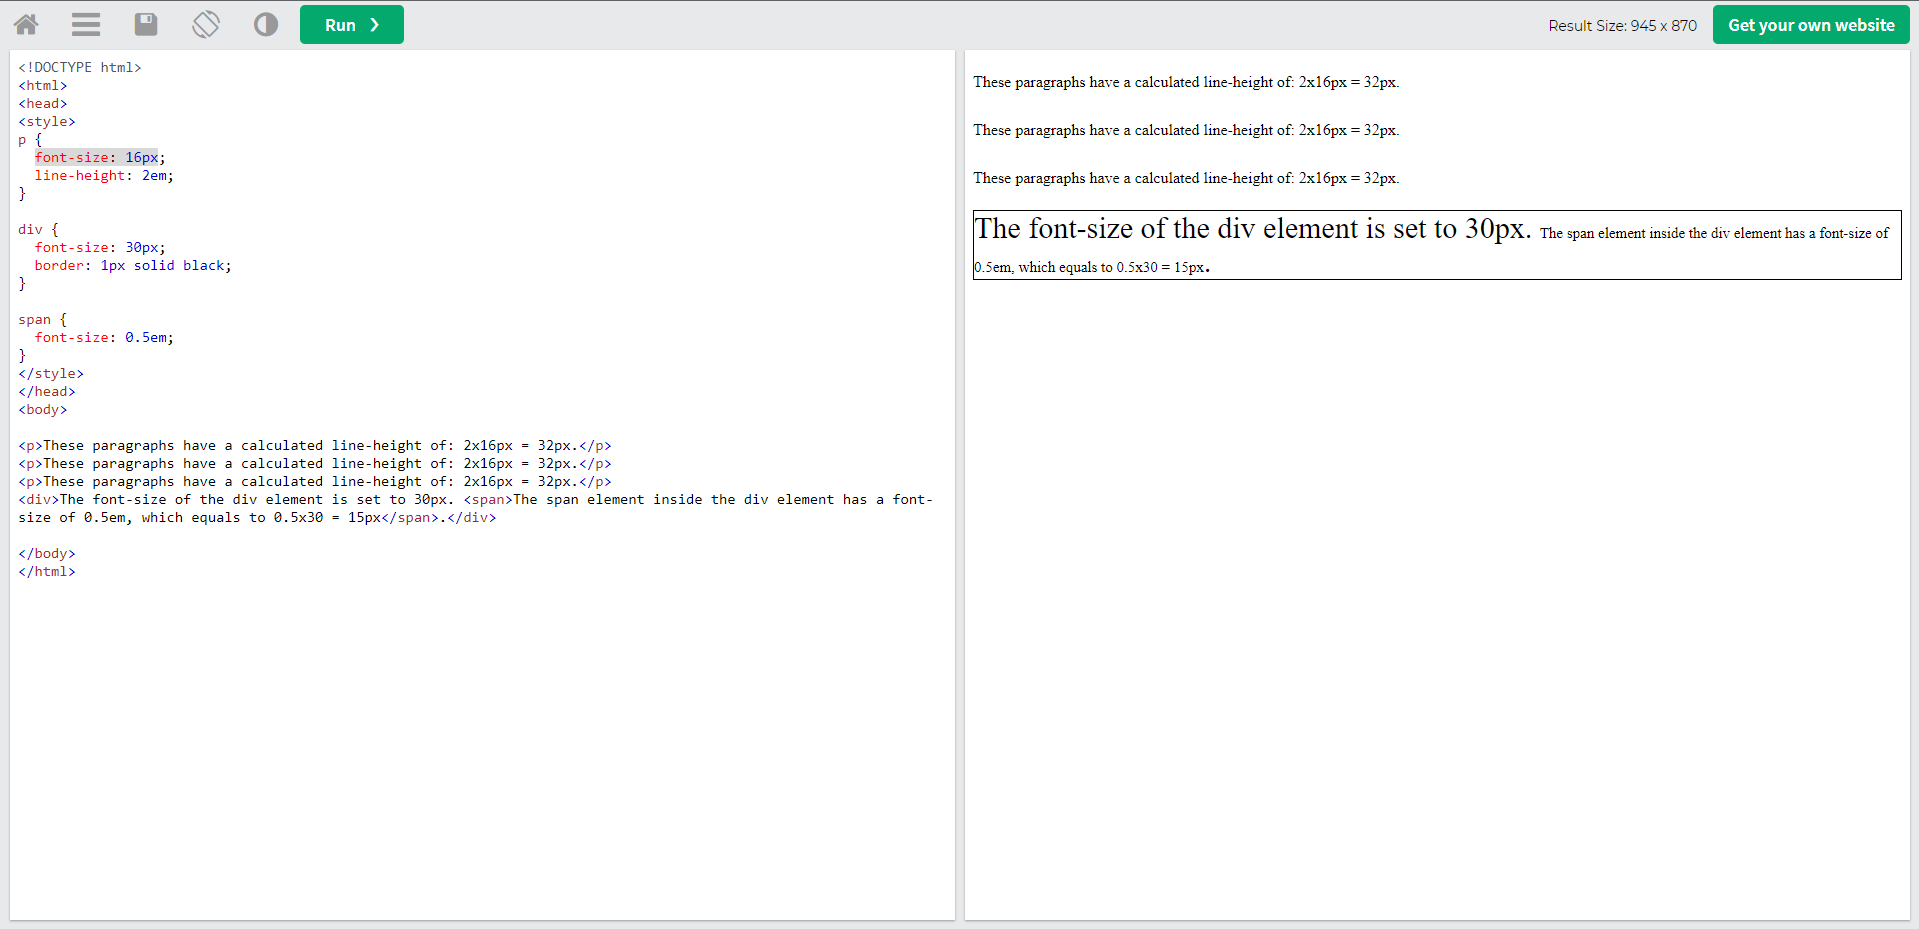 Run ❯
Result Size: 945 x 870
Get your own website
<!DOCTYPE html>
<html>
<head>
<style>
p {
  font-size: 16px;
  line-height: 2em;
}

div {
  font-size: 30px;
  border: 1px solid black;
}

span {
  font-size: 0.5em;
}
</style>
</head>
<body>

<p>These paragraphs have a calculated line-height of: 2x16px = 32px.</p>
<p>These paragraphs have a calculated line-height of: 2x16px = 32px.</p>
<p>These paragraphs have a calculated line-height of: 2x16px = 32px.</p>
<div>The font-size of the div element is set to 30px. <span>The span element inside the div element has a font-
size of 0.5em, which equals to 0.5x30 = 15px</span>.</div>

</body>
</html>
These paragraphs have a calculated line-height of: 2x16px = 32px.
These paragraphs have a calculated line-height of: 2x16px = 32px.
These paragraphs have a calculated line-height of: 2x16px = 32px.
The font-size of the div element is set to 30px. The span element inside the div element has a font-size of
0.5em, which equals to 0.5x30 = 15px.